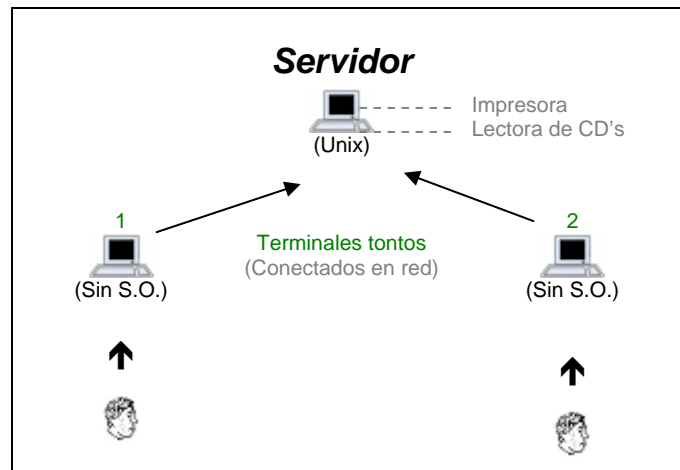 Servidor
Impresora
Lectora de CD's
(Unix)
1
2
Terminales tontos
(Conectados en red)
(Sin S.O.)
(Sin S.O.)